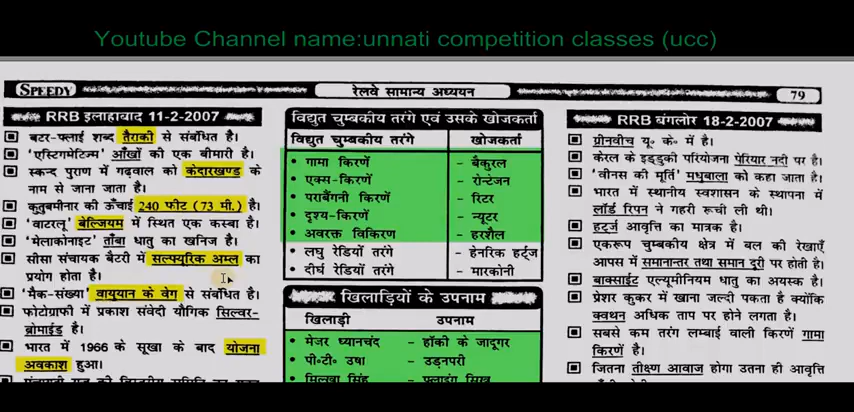 Youtube Channel name:unnati competition classes (ucc)
SPEEDY
रेलवे सामान्य अध्ययन
79
RRB इलाहाबाद 11-2-2007
बटर-फ्लाई शब्द तैराकी से संबंधित है।
'एस्टिगमेटिज्म' आँखों की एक बीमारी है।
स्कन्द पुराण में गढ़वाल को केदारखण्ड के
नाम से जाना जाता है।
कुतुबमीनार की ऊँचाई 240 फीट (73 मी.) है।
'वाटरलू' बेल्जियम में स्थित एक कस्बा है।
'मेलाकोनाइट' ताँबा धातु का खनिज है।
सीसा संचायक बैटरी में सल्फ्यूरिक अम्ल का
प्रयोग होता है।
'मैक-संख्या' वायुयान के वेग से संबंधित है।
फोटोग्राफी में प्रकाश संवेदी यौगिक सिल्वर-
ब्रोमाईड है।
भारत में 1966 के सूखा के बाद योजना
अवकाश हुआ।
विद्युत चुम्बकीय तरंगे एवं उसके खोजकर्ता
विद्युत चुम्बकीय तरंगे खोजकर्ता
• गामा किरणें – बैकुरल
• एक्स-किरणें – रोन्टेजन
• पराबैंगनी किरणें – रिटर
• दृश्य-किरणें – न्यूटर
• अवरक्त विकिरण – हरशैल
• लघु रेडियों तरंगे – हेनरिक हर्ट्ज
• दीर्घ रेडियों तरंगे – मारकोनी
खिलाड़ियों के उपनाम
खिलाड़ी उपनाम
• मेजर ध्यानचंद – हॉकी के जादूगर
• पी॰टी॰ उषा – उड़नपरी
• मिलखा सिंह – फ्लाइंग सिख
RRB बंगलोर 18-2-2007
ग्रीनवीच यू॰ के॰ में है।
केरल के इड्डुकी परियोजना पेरियार नदी पर है।
'वीनस की मूर्ति' मधुबाला को कहा जाता है।
भारत में स्थानीय स्वशासन के स्थापना में
लॉर्ड रिपन ने गहरी रूची ली थी।
हर्ट्ज आवृत्ति का मात्रक है।
एकरूप चुम्बकीय क्षेत्र में बल की रेखाएँ
आपस में समानान्तर तथा समान दूरी पर होती है।
बाक्साईट एल्यूमीनियम धातु का अयस्क है।
प्रेशर कुकर में खाना जल्दी पकता है क्योंकि
क्वथन अधिक ताप पर होने लगता है।
सबसे कम तरंग लम्बाई वाली किरणें गामा
किरणें है।
जितना तीक्ष्ण आवाज होगा उतना ही आवृत्ति